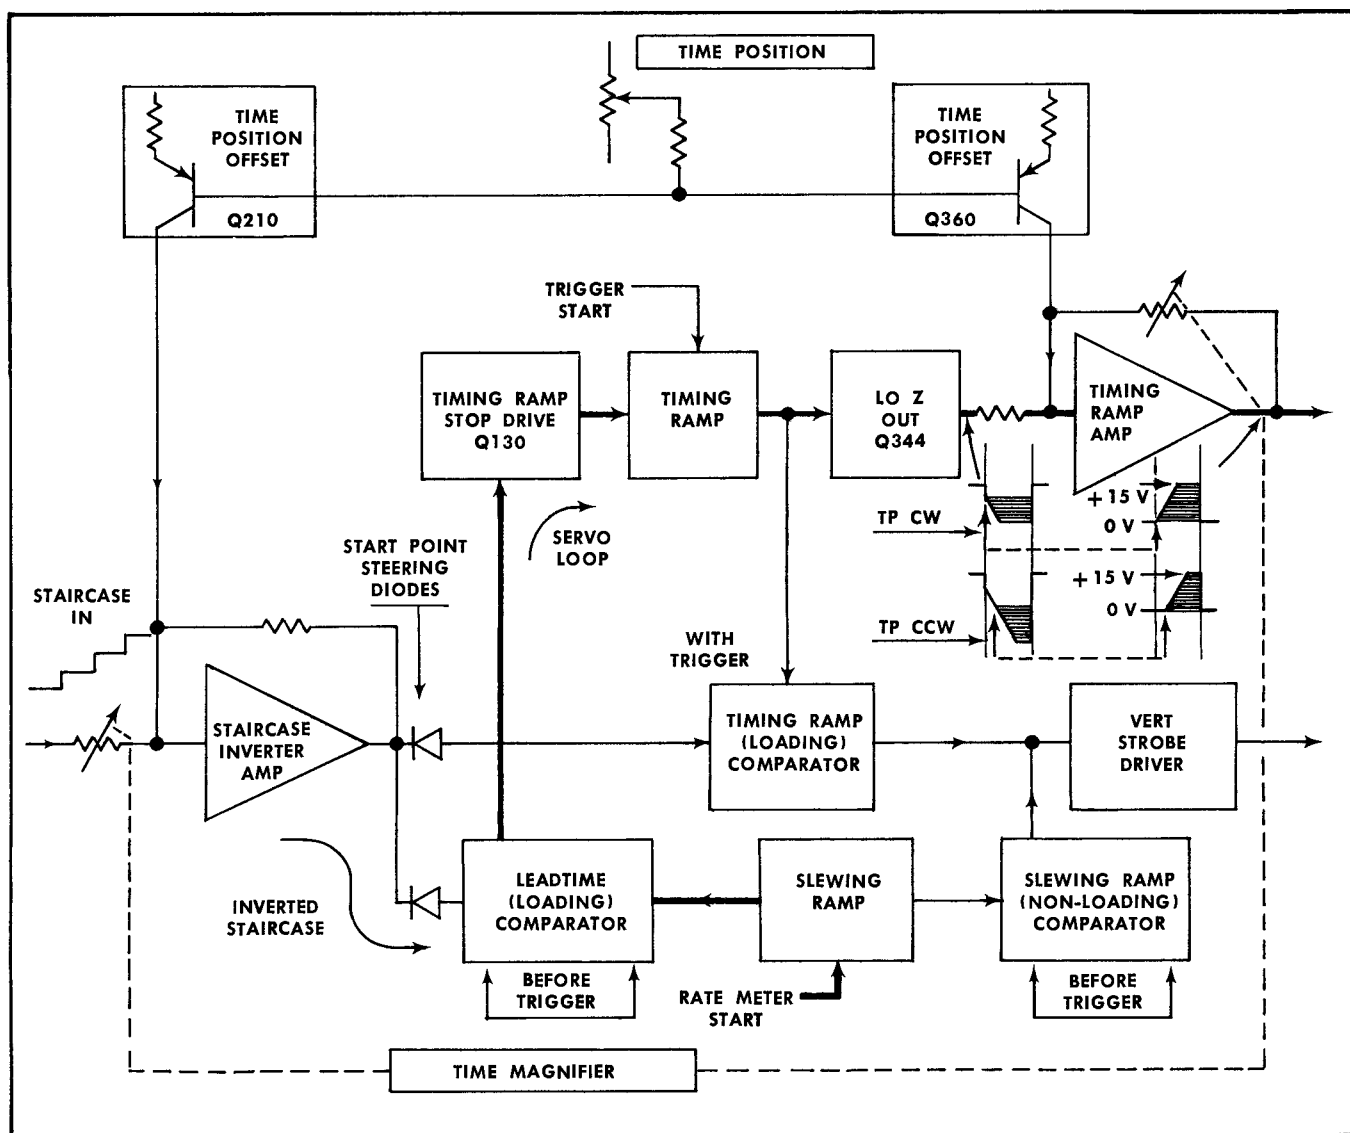 TIME POSITION
TIME
POSITION
OFFSET
Q210
TIME
POSITION
OFFSET
Q360
TRIGGER
START
TIMING RAMP
STOP DRIVE
Q130
TIMING
RAMP
LO Z
OUT
Q344
TIMING
RAMP
AMP
+15 V
0 V
TP CW
+15 V
0 V
TP CCW
SERVO
LOOP
START POINT
STEERING
DIODES
STAIRCASE
IN
WITH
TRIGGER
STAIRCASE
INVERTER
AMP
TIMING RAMP
(LOADING)
COMPARATOR
VERT
STROBE
DRIVER
INVERTED
STAIRCASE
LEADTIME
(LOADING)
COMPARATOR
SLEWING
RAMP
SLEWING RAMP
(NON-LOADING)
COMPARATOR
BEFORE
TRIGGER
RATE METER
START
BEFORE
TRIGGER
TIME MAGNIFIER